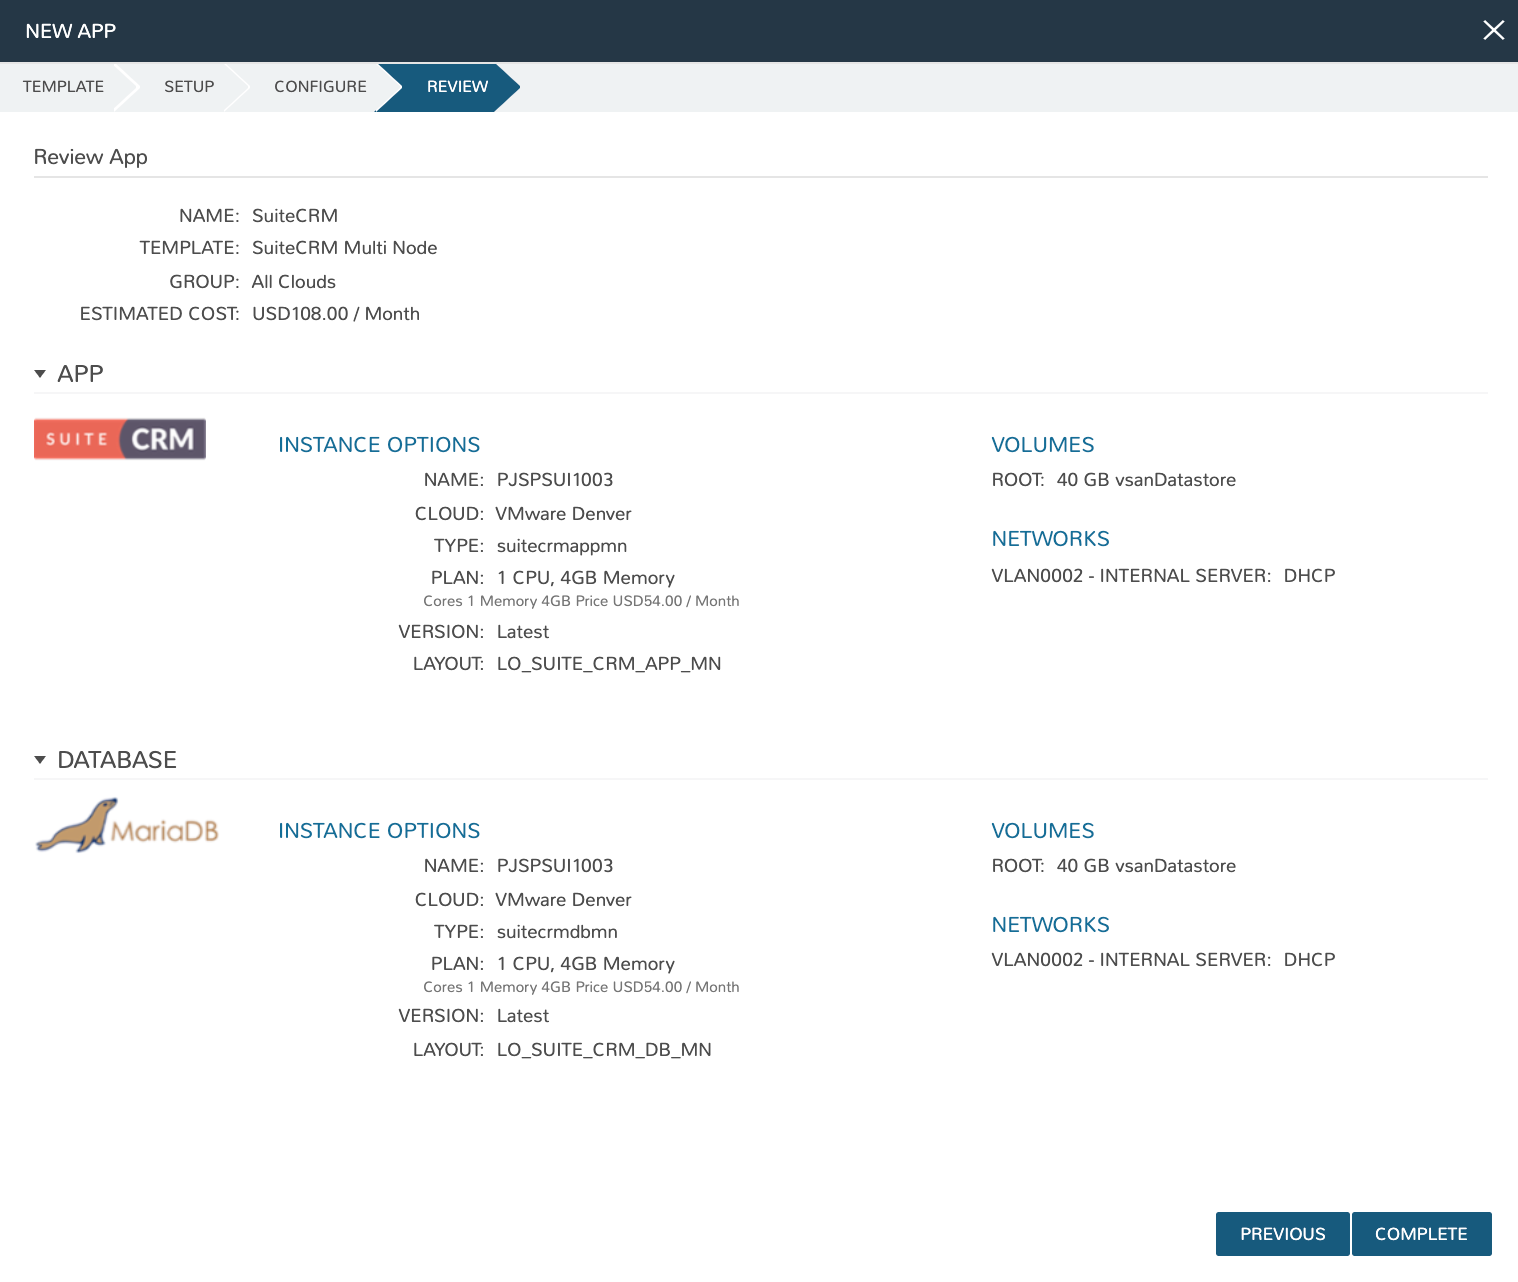 NEW APP
TEMPLATE SETUP CONFIGURE REVIEW
Review App
NAME: SuiteCRM
TEMPLATE: SuiteCRM Multi Node
GROUP: All Clouds
ESTIMATED COST: USD108.00 / Month
APP
SUITE CRM
INSTANCE OPTIONS
NAME: PJSPSUI1003
CLOUD: VMware Denver
TYPE: suitecrmappmn
PLAN: 1 CPU, 4GB Memory
Cores 1 Memory 4GB Price USD54.00 / Month
VERSION: Latest
LAYOUT: LO_SUITE_CRM_APP_MN
VOLUMES
ROOT: 40 GB vsanDatastore
NETWORKS
VLAN0002 - INTERNAL SERVER: DHCP
DATABASE
MariaDB
INSTANCE OPTIONS
NAME: PJSPSUI1003
CLOUD: VMware Denver
TYPE: suitecrmdbmn
PLAN: 1 CPU, 4GB Memory
Cores 1 Memory 4GB Price USD54.00 / Month
VERSION: Latest
LAYOUT: LO_SUITE_CRM_DB_MN
VOLUMES
ROOT: 40 GB vsanDatastore
NETWORKS
VLAN0002 - INTERNAL SERVER: DHCP
PREVIOUS COMPLETE